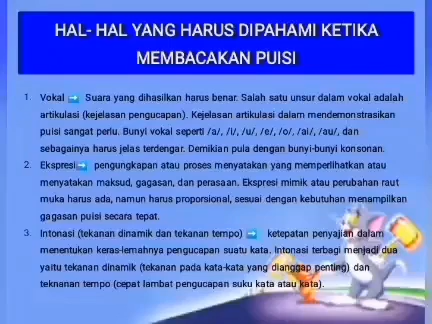 HAL- HAL YANG HARUS DIPAHAMI KETIKA
MEMBACAKAN PUISI
1. Vokal ➡ Suara yang dihasilkan harus benar. Salah satu unsur dalam vokal adalah
artikulasi (kejelasan pengucapan). Kejelasan artikulasi dalam mendemonstrasikan
puisi sangat perlu. Bunyi vokal seperti /a/, /i/, /u/, /e/, /o/, /ai/, /au/, dan
sebagainya harus jelas terdengar. Demikian pula dengan bunyi-bunyi konsonan.
2. Ekspresi ➡ pengungkapan atau proses menyatakan yang memperlihatkan atau
menyatakan maksud, gagasan, dan perasaan. Ekspresi mimik atau perubahan raut
muka harus ada, namun harus proporsional, sesuai dengan kebutuhan menampilkan
gagasan puisi secara tepat.
3. Intonasi (tekanan dinamik dan tekanan tempo) ➡ ketepatan penyajian dalam
menentukan keras-lemahnya pengucapan suatu kata. Intonasi terbagi menjadi dua
yaitu tekanan dinamik (tekanan pada kata-kata yang dianggap penting) dan
teknanan tempo (cepat lambat pengucapan suku kata atau kata).